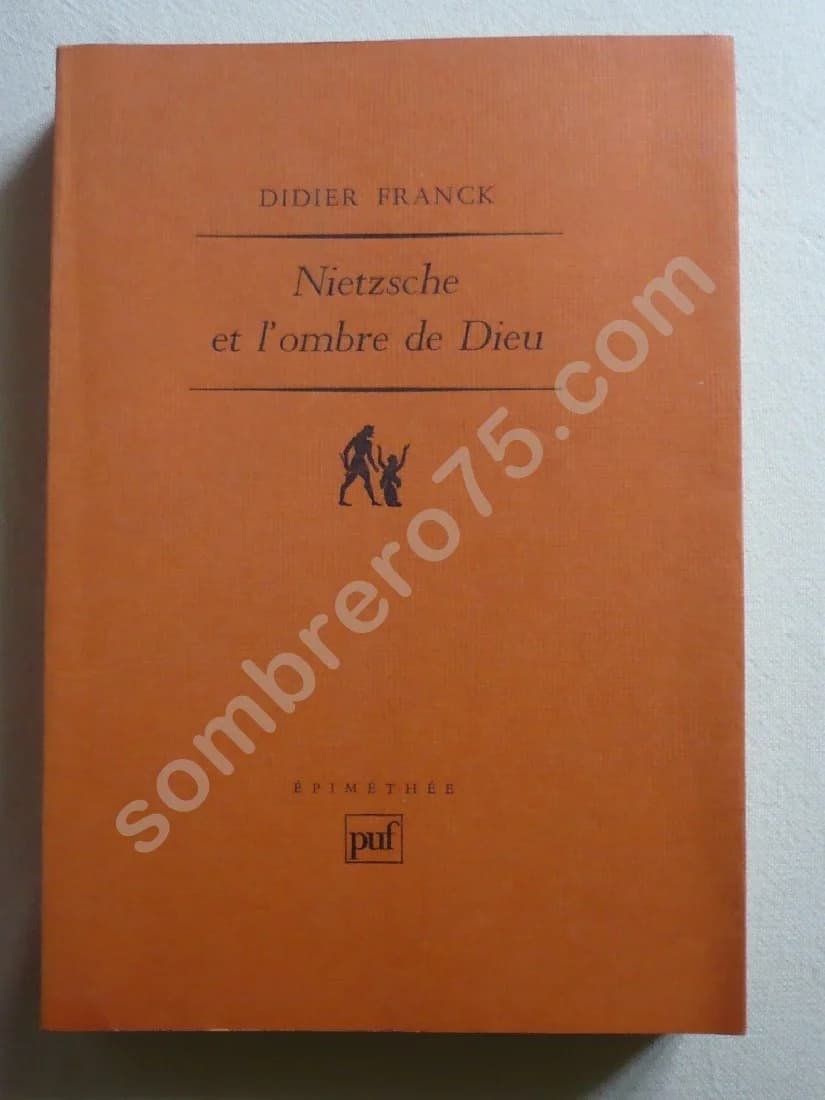 DIDIER FRANCK
Nietzsche
et l'ombre de Dieu
sombrero75.com
ÉPIMÉTHÉE
puf